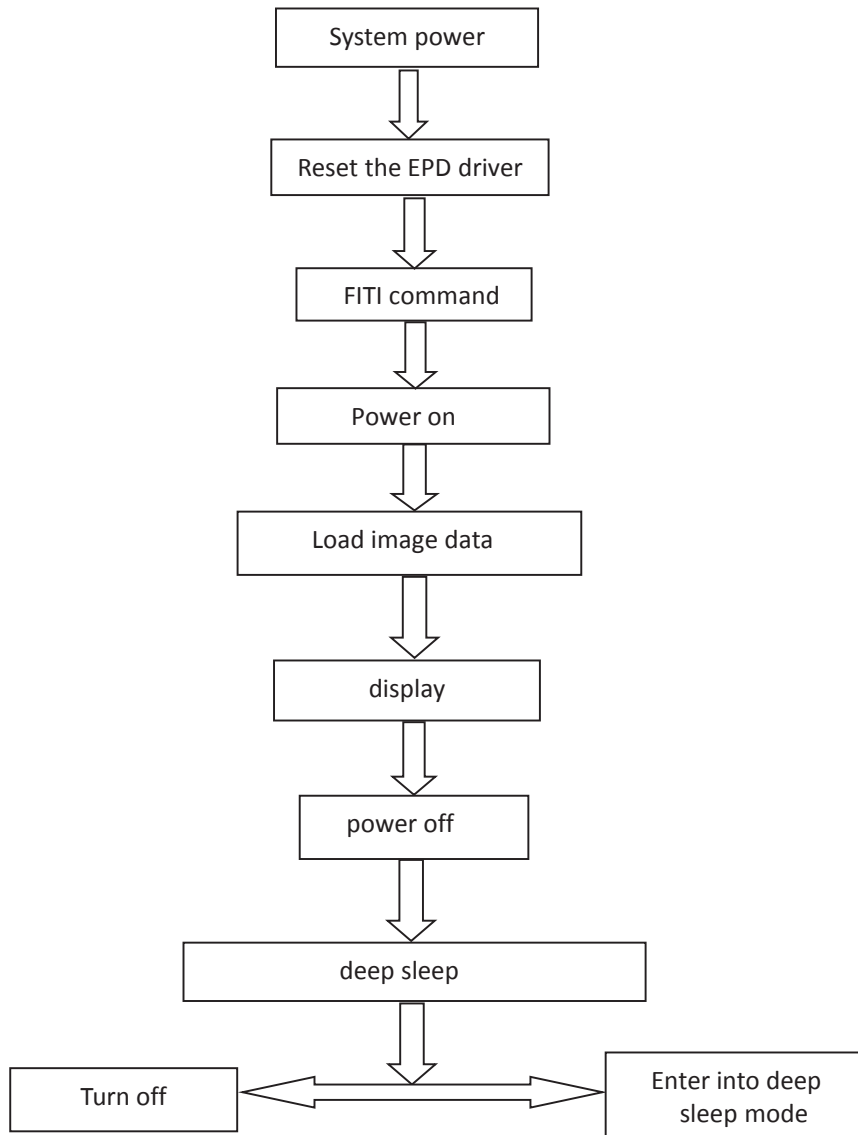 System power
Reset the EPD driver
FITI command
Power on
Load image data
display
power off
deep sleep
Turn off
Enter into deep
sleep mode